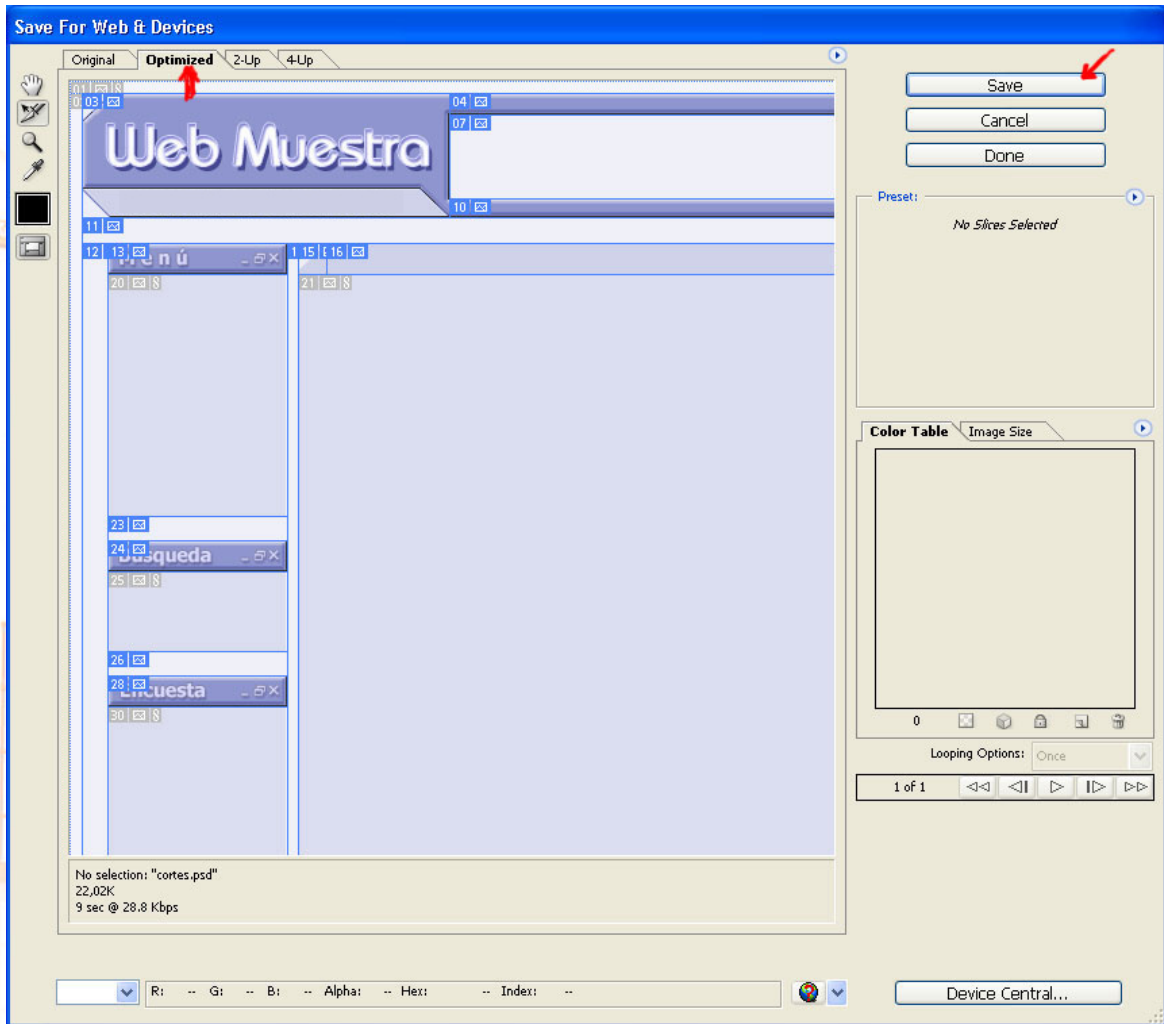 Save For Web & Devices
Original Optimized 2-Up 4-Up
Save
Cancel
Done
Preset:
No Slices Selected
01
03 04
07
Web Muestra
10
11
12 13 Menú 15 16
20 21
23
24 Búsqueda
25
26
28 Encuesta
30
Color Table Image Size
0
Looping Options: Once
1 of 1
No selection: "cortes.psd"
22,02K
9 sec @ 28.8 Kbps
R: -- G: -- B: -- Alpha: -- Hex: -- Index: --
Device Central...